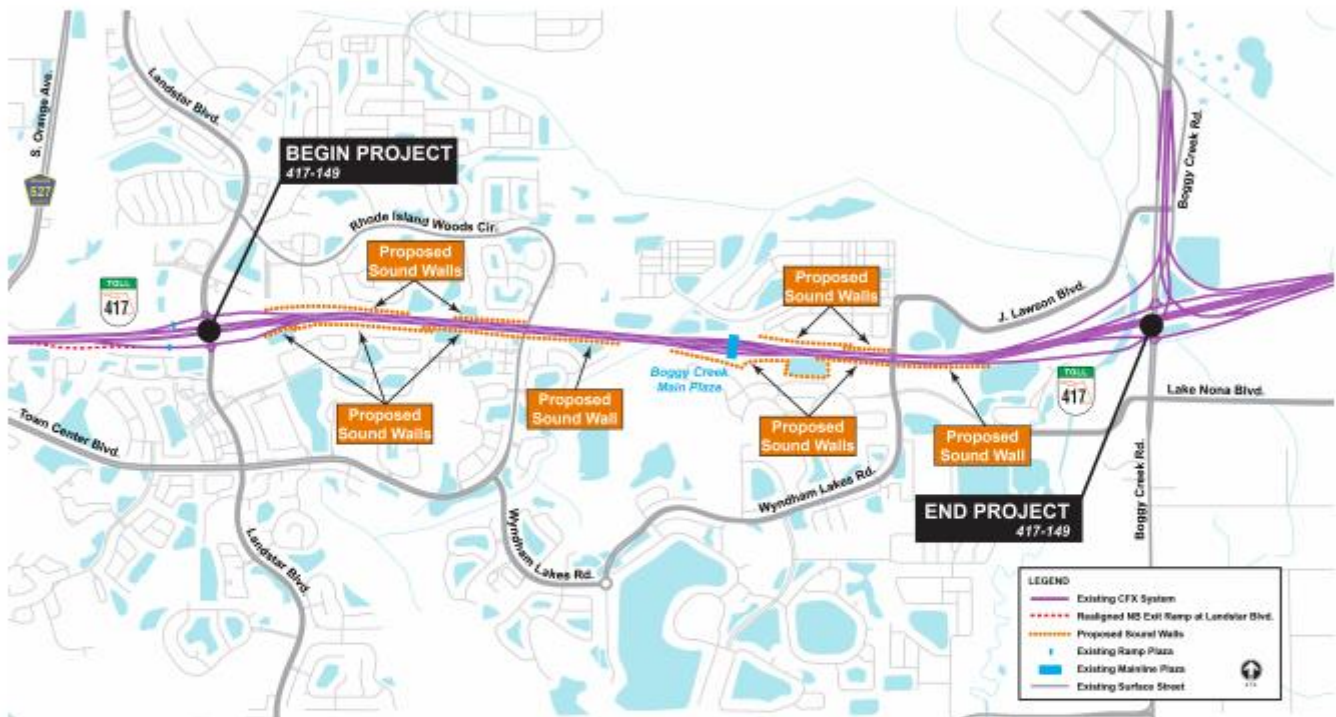 S. Orange Ave.
527
Landstar Blvd.
BEGIN PROJECT
417-149
Rhode Island Woods Cir.
Proposed
Sound Walls
TOLL
417
Boggy Creek Rd.
J. Lawson Blvd.
Proposed
Sound Walls
Boggy Creek
Main Plaza
Proposed
Sound Walls
Proposed
Sound Wall
Proposed
Sound Walls
Proposed
Sound Wall
TOLL
417
Lake Nona Blvd.
Town Center Blvd.
Landstar Blvd.
Wyndham Lakes Rd.
Wyndham Lakes Rd.
END PROJECT
417-149
Boggy Creek Rd.
LEGEND
Existing CFX System
Realigned NB Exit Ramp at Landstar Blvd.
Proposed Sound Walls
Existing Ramp Plaza
Existing Mainline Plaza
Existing Surface Street